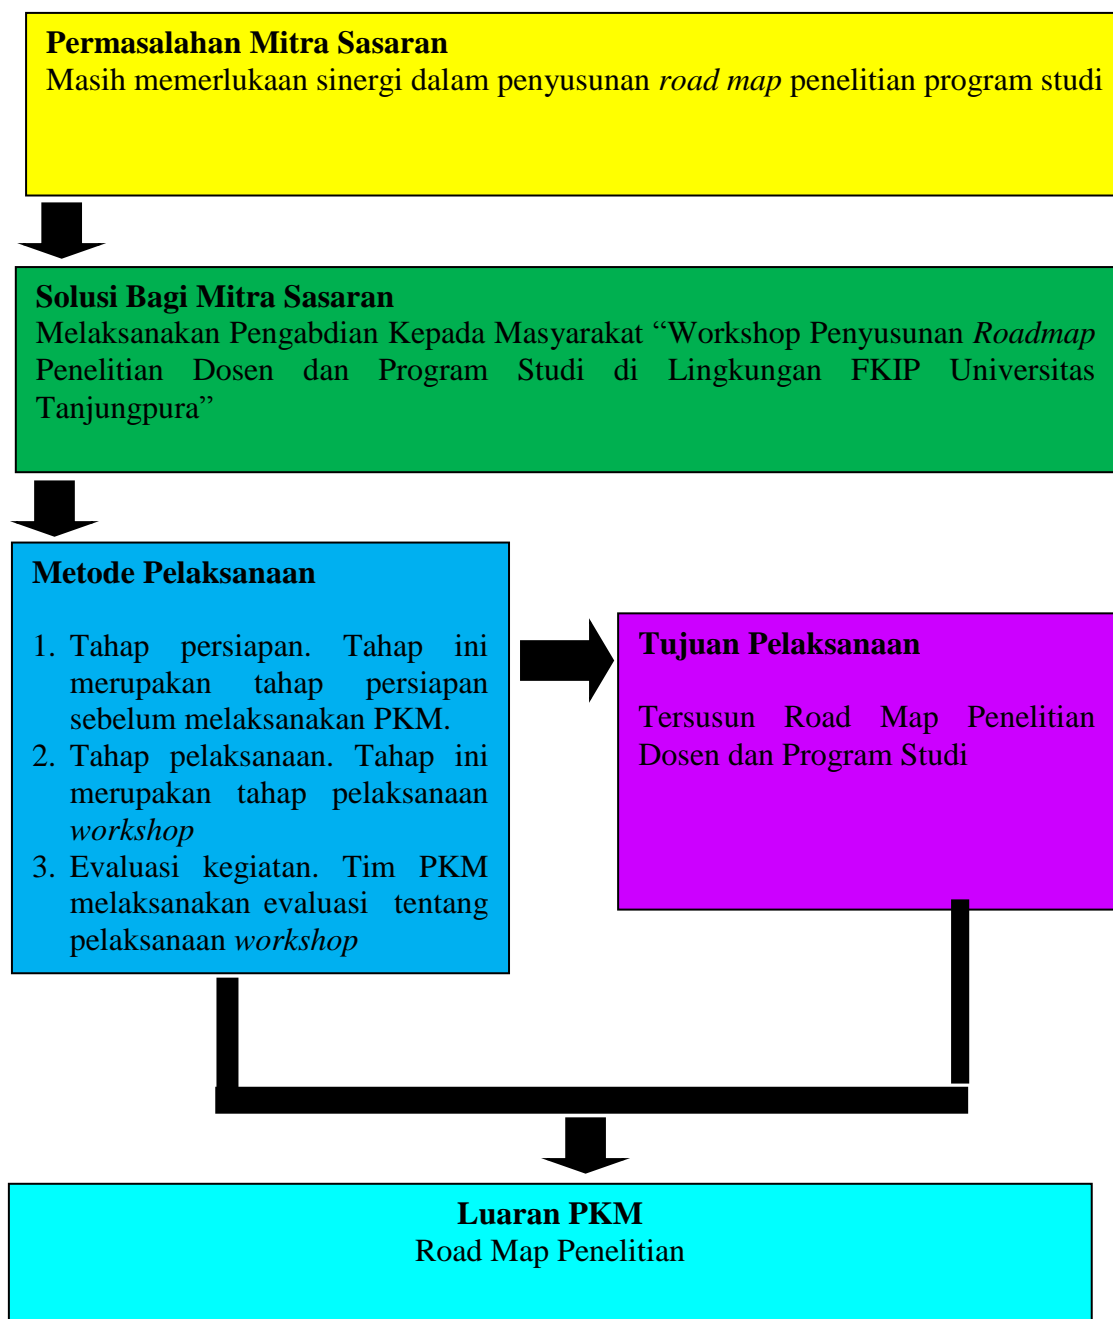 Permasalahan Mitra Sasaran
Masih memerlukaan sinergi dalam penyusunan road map penelitian program studi
Solusi Bagi Mitra Sasaran
Melaksanakan Pengabdian Kepada Masyarakat “Workshop Penyusunan Roadmap
Penelitian Dosen dan Program Studi di Lingkungan FKIP Universitas
Tanjungpura”
Metode Pelaksanaan
1. Tahap persiapan. Tahap ini
merupakan tahap persiapan
sebelum melaksanakan PKM.
2. Tahap pelaksanaan. Tahap ini
merupakan tahap pelaksanaan
workshop
3. Evaluasi kegiatan. Tim PKM
melaksanakan evaluasi tentang
pelaksanaan workshop
Tujuan Pelaksanaan
Tersusun Road Map Penelitian
Dosen dan Program Studi
Luaran PKM
Road Map Penelitian